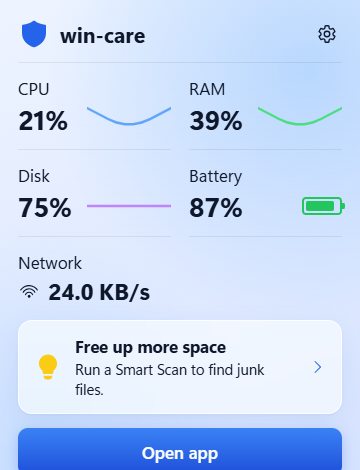 win-care
CPU
21%
RAM
39%
Disk
75%
Battery
87%
Network
24.0 KB/s
Free up more space
Run a Smart Scan to find junk
files.
Open app